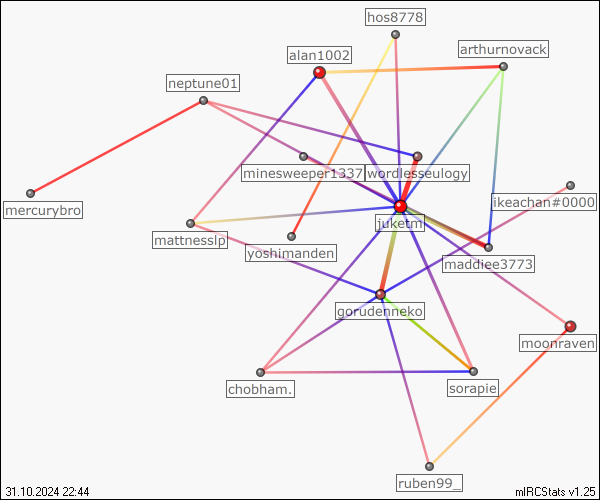 hos8778
alan1002
arthurnovack
neptune01
minesweeper1337
wordlesseulogy
mercurybro
ikeachan#0000
juketm
mattnesslp
yoshimanden
maddiee3773
gorudenneko
moonraven
chobham.
sorapie
ruben99_
31.10.2024 22:44
mIRCStats v1.25